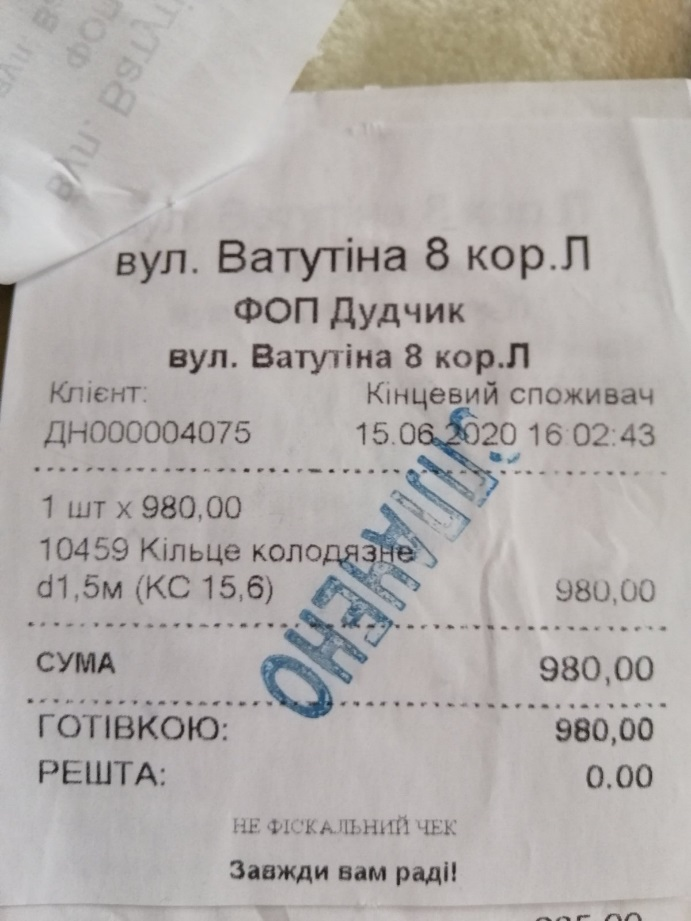 вул. Ватутіна 8 кор.Л
ФОП Дудчик
вул. Ватутіна 8 кор.Л
Клієнт: Кінцевий споживач
ДН000004075 15.06.2020 16:02:43
1 шт х 980,00
10459 Кільце колодязне
d1,5м (КС 15,6) 980,00
СПЛАЧЕНО
СУМА 980,00
ГОТІВКОЮ: 980,00
РЕШТА: 0.00
НЕ ФІСКАЛЬНИЙ ЧЕК
Завжди вам раді!